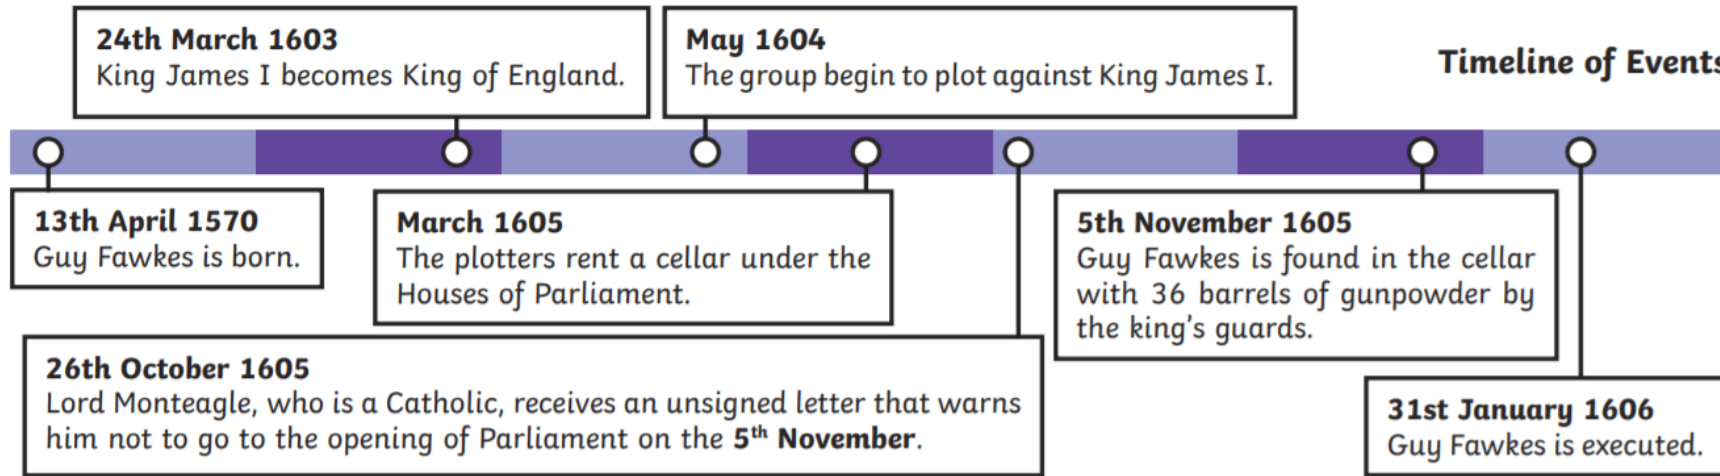 24th March 1603
King James I becomes King of England.
May 1604
The group begin to plot against King James I.
Timeline of Events
13th April 1570
Guy Fawkes is born.
March 1605
The plotters rent a cellar under the
Houses of Parliament.
5th November 1605
Guy Fawkes is found in the cellar
with 36 barrels of gunpowder by
the king's guards.
26th October 1605
Lord Monteagle, who is a Catholic, receives an unsigned letter that warns
him not to go to the opening of Parliament on the 5th November.
31st January 1606
Guy Fawkes is executed.